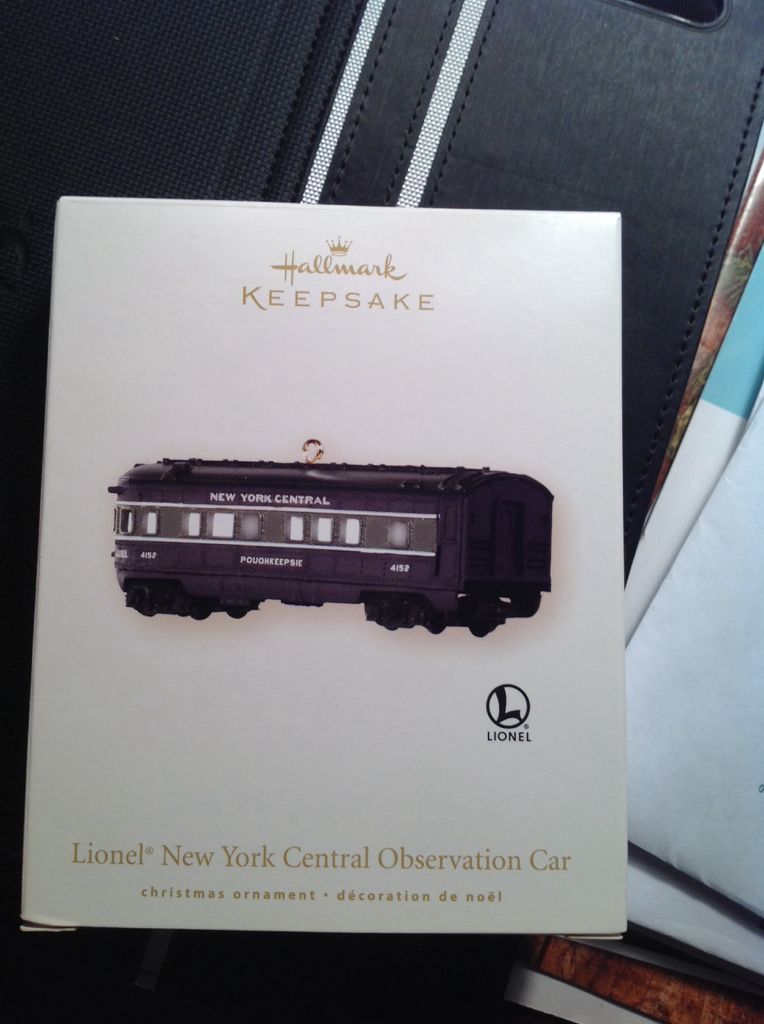 Hallmark
KEEPSAKE
NEW YORK CENTRAL
4152
POUGHKEEPSIE
4152
L
LIONEL
Lionel® New York Central Observation Car
christmas ornament • décoration de noël